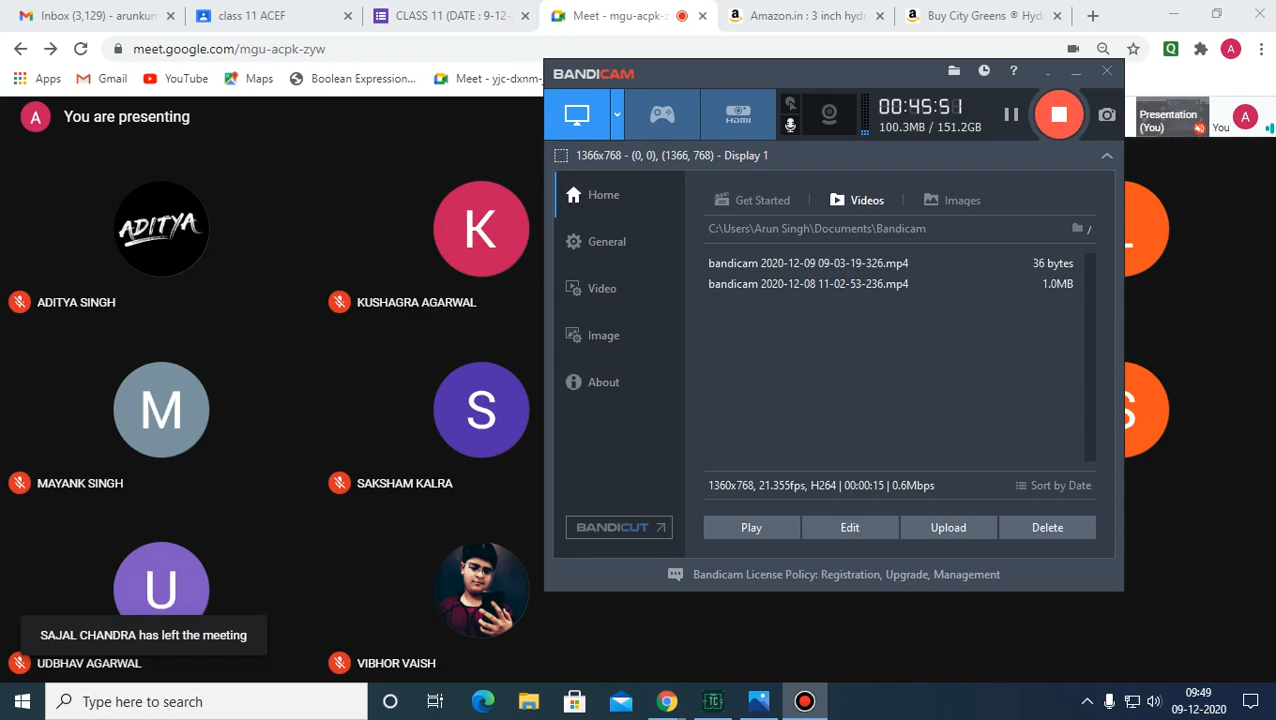 Inbox (3,129) - arunkum
class 11 ACEF
CLASS 11 (DATE : 9-12-
Meet - mgu-acpk-z
Amazon.in : 3 inch hydr
Buy City Greens ® Hydr
meet.google.com/mgu-acpk-zyw
A
Apps
Gmail
YouTube
Maps
Boolean Expression...
Meet - yjc-dxnm-
A
You are presenting
Presentation
(You)
You
A
BANDICAM
HDMI
00:45:51
100.3MB / 151.2GB
1366x768 - (0, 0), (1366, 768) - Display 1
Home
General
Video
Image
About
BANDICUT
Get Started
Videos
Images
C:\Users\Arun Singh\Documents\Bandicam
/
bandicam 2020-12-09 09-03-19-326.mp4
36 bytes
bandicam 2020-12-08 11-02-53-236.mp4
1.0MB
1360x768, 21.355fps, H264 | 00:00:15 | 0.6Mbps
Sort by Date
Play
Edit
Upload
Delete
Bandicam License Policy: Registration, Upgrade, Management
ADITYA
K
ADITYA SINGH
KUSHAGRA AGARWAL
M
S
S
MAYANK SINGH
SAKSHAM KALRA
U
SAJAL CHANDRA has left the meeting
UDBHAV AGARWAL
VIBHOR VAISH
Type here to search
TC
09:49
09-12-2020